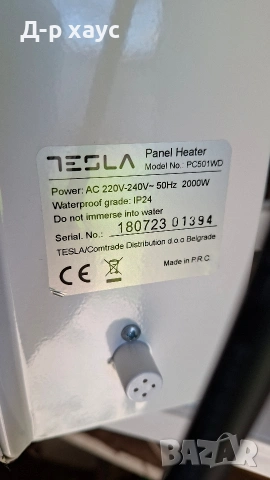 Д-р хаус
TESLA
Panel Heater
Model No.: PC501WD
Power: AC 220V-240V~ 50Hz 2000W
Waterproof grade: IP24
Do not immerse into water
Serial. No.: 180723 01394
TESLA/Comtrade Distribution d.o.o Belgrade
CE
Made in P.R.C.
BAZAR